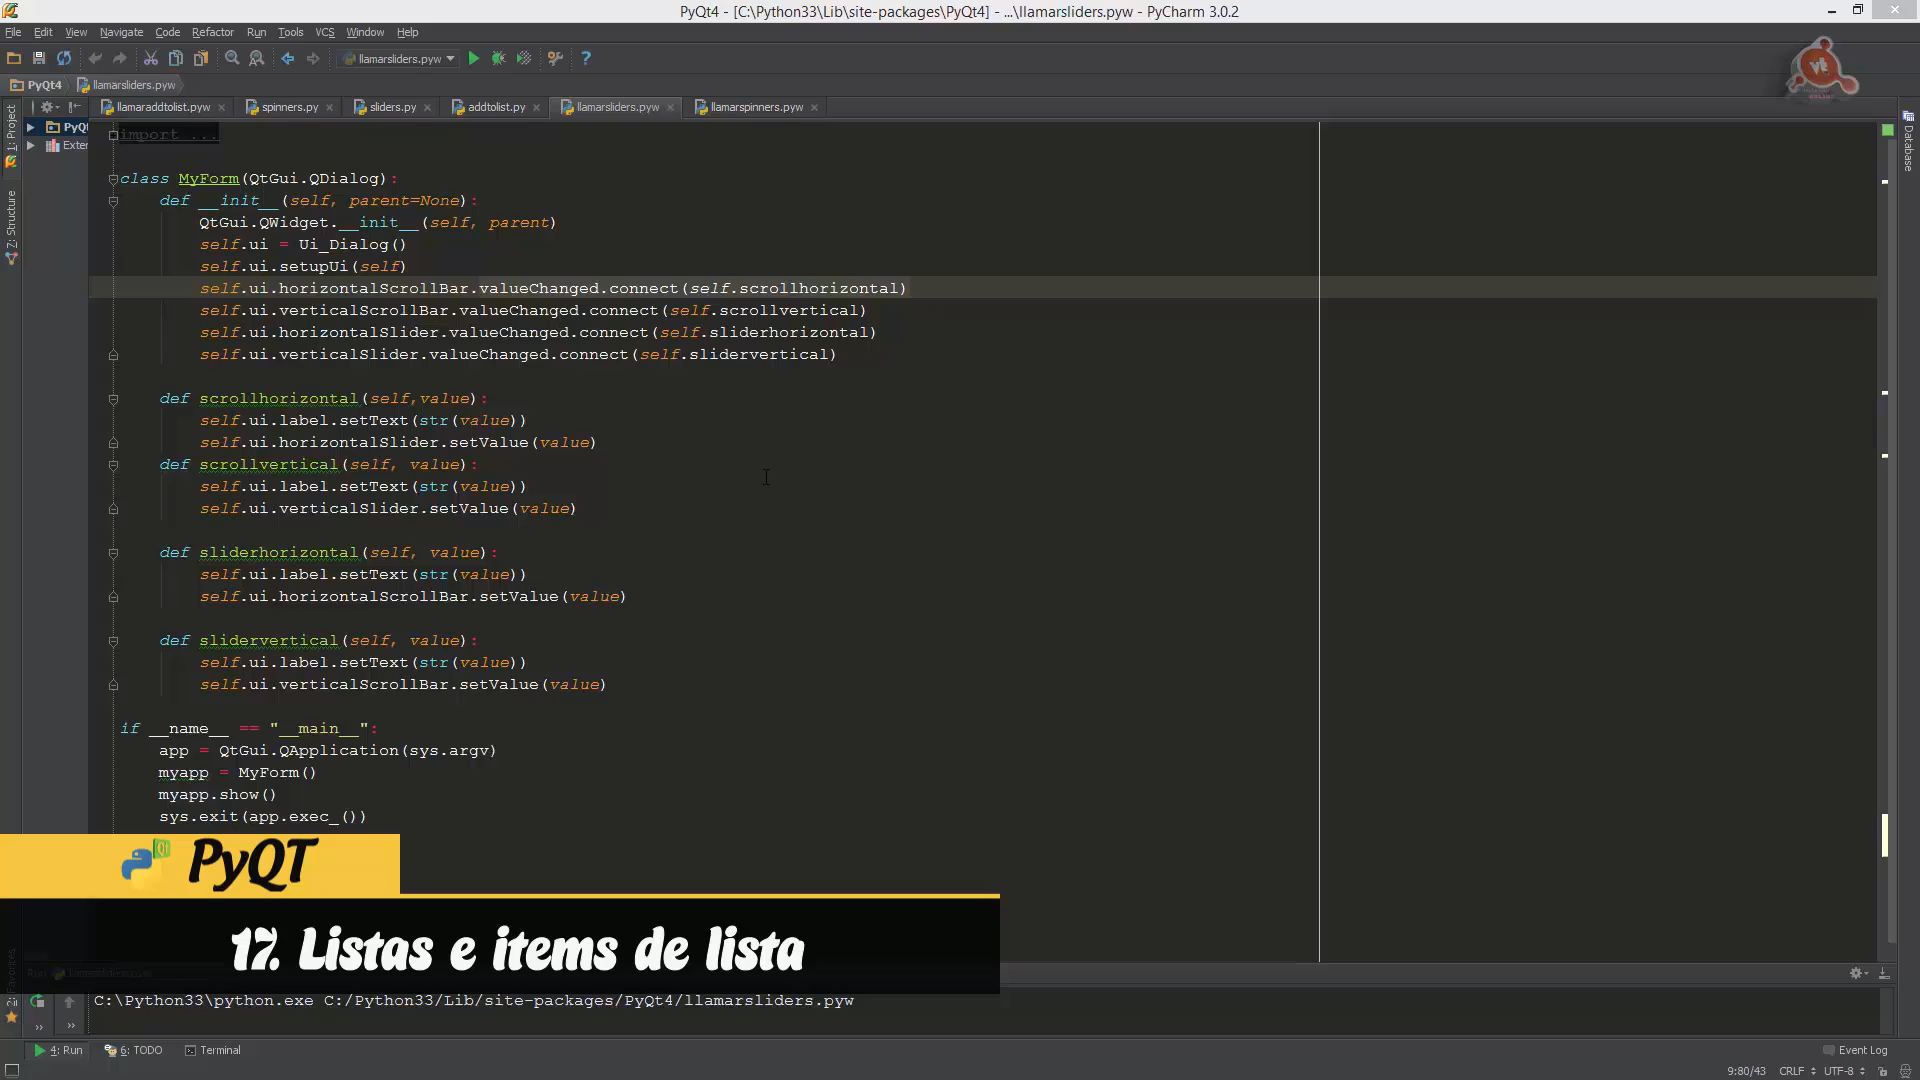 PyQt4 - [C:\Python33\Lib\site-packages\PyQt4] - ...\llamarsliders.pyw - PyCharm 3.0.2
File Edit View Navigate Code Refactor Run Tools VCS Window Help
llamarsliders.pyw
PyQt4 llamarsliders.pyw
llamaraddtolist.pyw spinners.py sliders.py addtolist.py llamarsliders.pyw llamarspinners.pyw
1: Project
Z: Structure
Database
PyQt
Exter
import ...
class MyForm(QtGui.QDialog):
def __init__(self, parent=None):
QtGui.QWidget.__init__(self, parent)
self.ui = Ui_Dialog()
self.ui.setupUi(self)
self.ui.horizontalScrollBar.valueChanged.connect(self.scrollhorizontal)
self.ui.verticalScrollBar.valueChanged.connect(self.scrollvertical)
self.ui.horizontalSlider.valueChanged.connect(self.sliderhorizontal)
self.ui.verticalSlider.valueChanged.connect(self.slidervertical)
def scrollhorizontal(self,value):
self.ui.label.setText(str(value))
self.ui.horizontalSlider.setValue(value)
def scrollvertical(self, value):
self.ui.label.setText(str(value))
self.ui.verticalSlider.setValue(value)
def sliderhorizontal(self, value):
self.ui.label.setText(str(value))
self.ui.horizontalScrollBar.setValue(value)
def slidervertical(self, value):
self.ui.label.setText(str(value))
self.ui.verticalScrollBar.setValue(value)
if __name__ == "__main__":
app = QtGui.QApplication(sys.argv)
myapp = MyForm()
myapp.show()
sys.exit(app.exec_())
PyQT
17. Listas e items de lista
C:\Python33\python.exe C:/Python33/Lib/site-packages/PyQt4/llamarsliders.pyw
4: Run 6: TODO Terminal Event Log
9:80/43 CRLF UTF-8